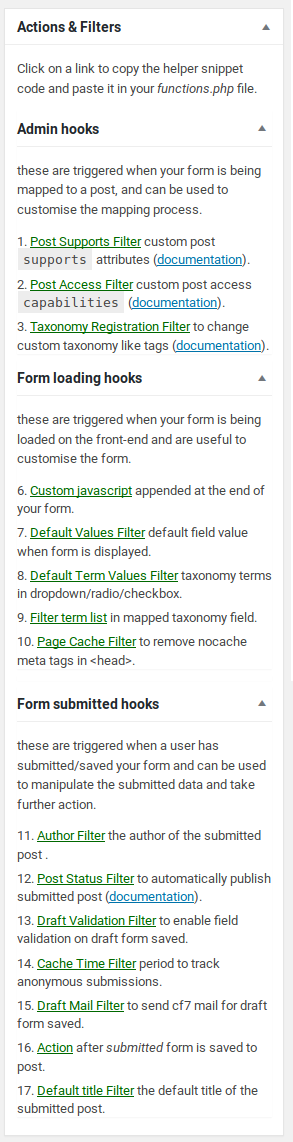 Actions & Filters
Click on a link to copy the helper snippet
code and paste it in your functions.php file.
Admin hooks
these are triggered when your form is being
mapped to a post, and can be used to
customise the mapping process.
1. Post Supports Filter custom post
supports attributes (documentation).
2. Post Access Filter custom post access
capabilities (documentation).
3. Taxonomy Registration Filter to change
custom taxonomy like tags (documentation).
Form loading hooks
these are triggered when your form is being
loaded on the front-end and are useful to
customise the form.
6. Custom javascript appended at the end of
your form.
7. Default Values Filter default field value
when form is displayed.
8. Default Term Values Filter taxonomy terms
in dropdown/radio/checkbox.
9. Filter term list in mapped taxonomy field.
10. Page Cache Filter to remove nocache
meta tags in <head>.
Form submitted hooks
these are triggered when a user has
submitted/saved your form and can be used
to manipulate the submitted data and take
further action.
11. Author Filter the author of the submitted
post .
12. Post Status Filter to automatically publish
submitted post (documentation).
13. Draft Validation Filter to enable field
validation on draft form saved.
14. Cache Time Filter period to track
anonymous submissions.
15. Draft Mail Filter to send cf7 mail for draft
form saved.
16. Action after submitted form is saved to
post.
17. Default title Filter the default title of the
submitted post.